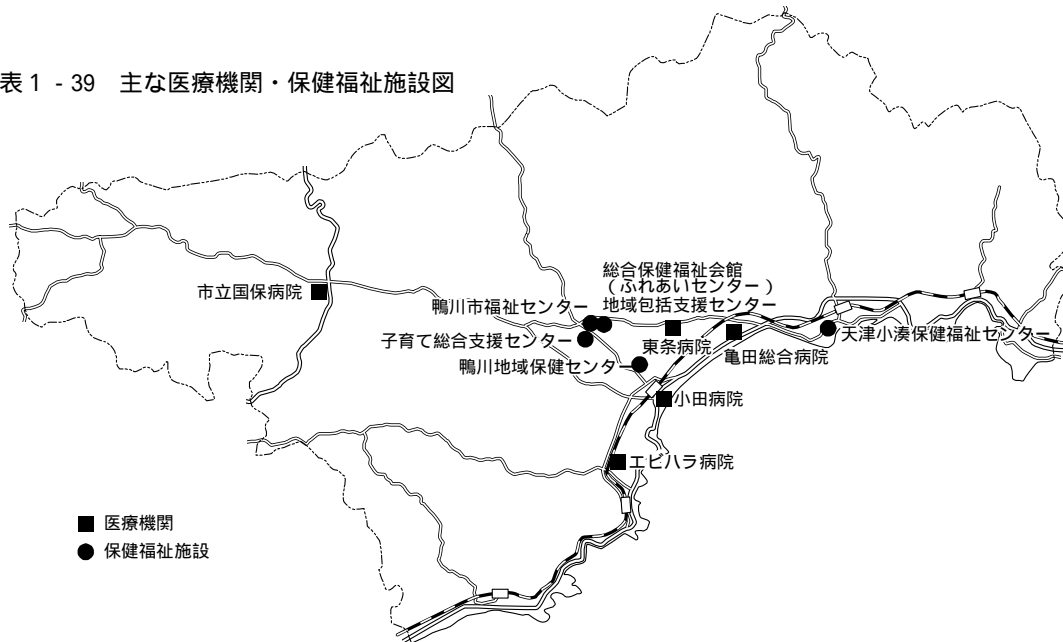 表1-39 主な医療機関・保健福祉施設図
総合保健福祉会館
(ふれあいセンター)
地域包括支援センター
市立国保病院
鴨川市福祉センター
子育て総合支援センター
東条病院
亀田総合病院
天津小湊保健福祉センター
鴨川地域保健センター
小田病院
エビハラ病院
医療機関
保健福祉施設